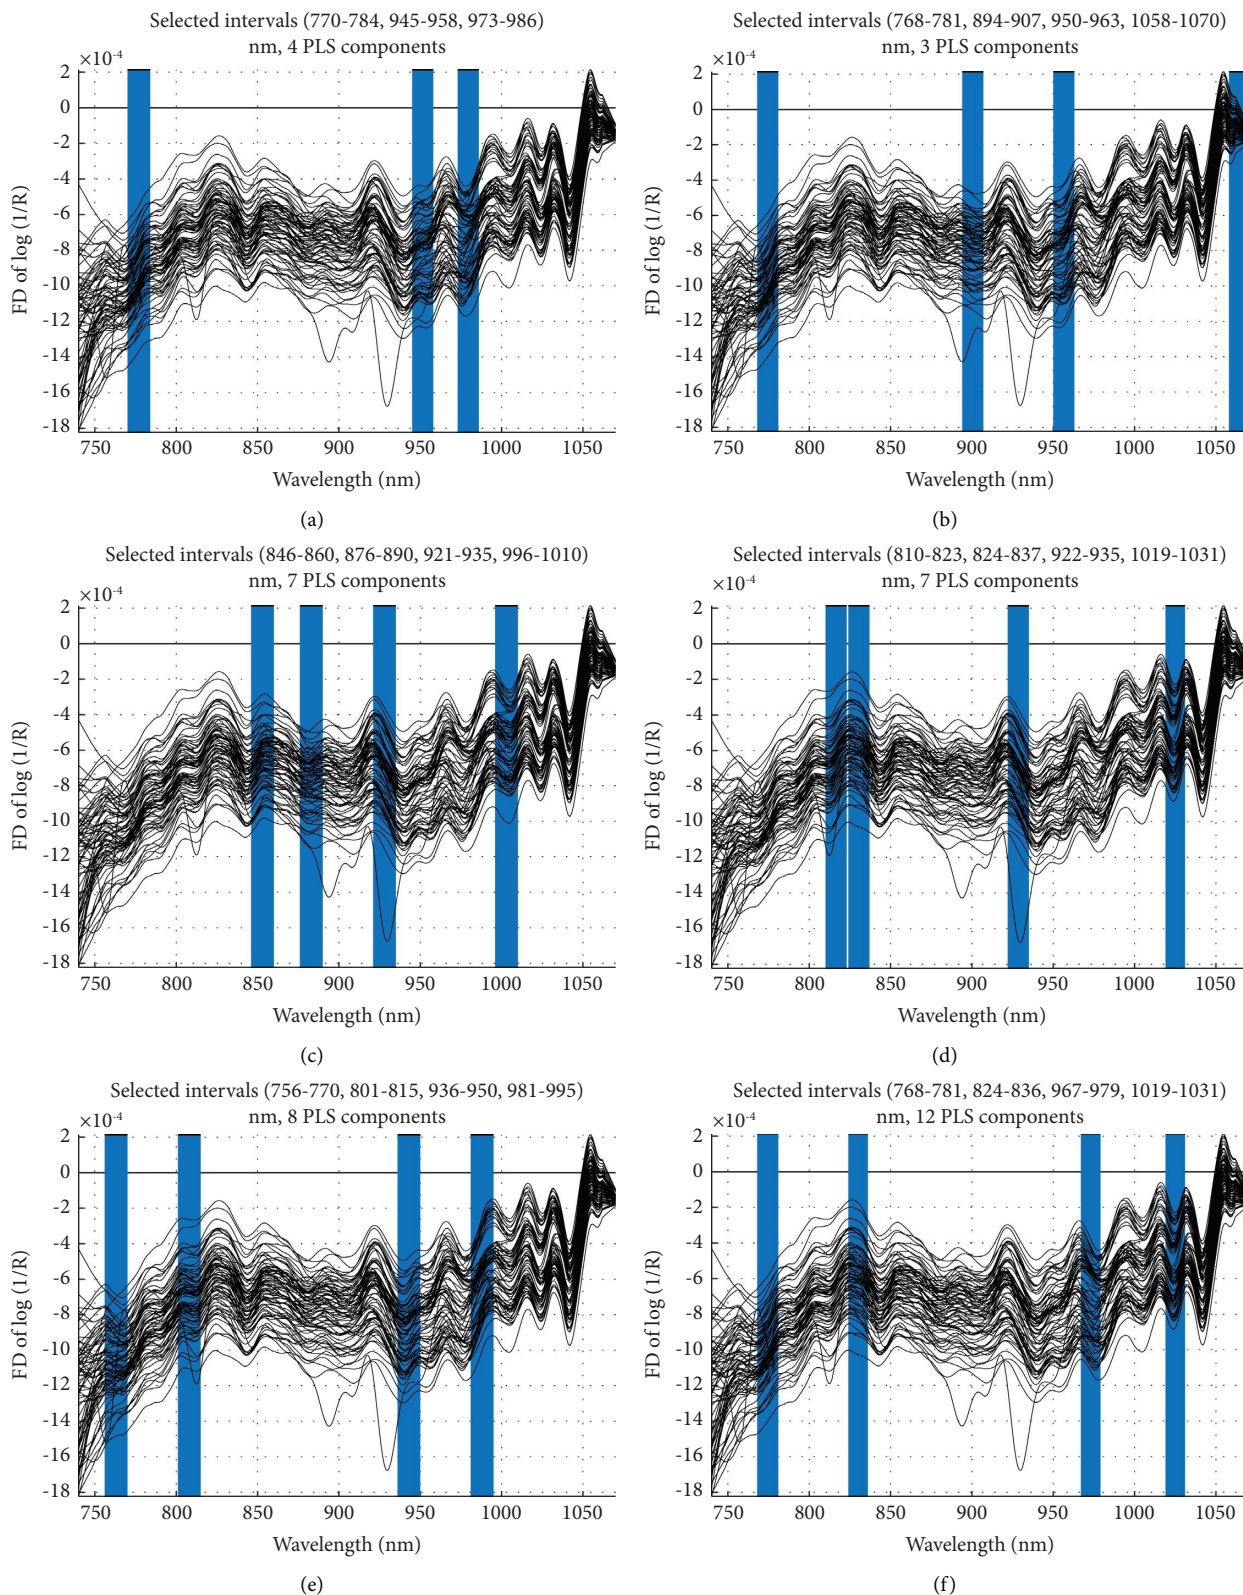 Selected intervals (770-784, 945-958, 973-986)
nm, 4 PLS components
×10⁻⁴
2
0
-2
-4
-6
-8
-10
-12
-14
-16
-18
FD of log (1/R)
750 800 850 900 950 1000 1050
Wavelength (nm)
(a)
Selected intervals (768-781, 894-907, 950-963, 1058-1070)
nm, 3 PLS components
×10⁻⁴
2
0
-2
-4
-6
-8
-10
-12
-14
-16
-18
FD of log (1/R)
750 800 850 900 950 1000 1050
Wavelength (nm)
(b)
Selected intervals (846-860, 876-890, 921-935, 996-1010)
nm, 7 PLS components
×10⁻⁴
2
0
-2
-4
-6
-8
-10
-12
-14
-16
-18
FD of log (1/R)
750 800 850 900 950 1000 1050
Wavelength (nm)
(c)
Selected intervals (810-823, 824-837, 922-935, 1019-1031)
nm, 7 PLS components
×10⁻⁴
2
0
-2
-4
-6
-8
-10
-12
-14
-16
-18
FD of log (1/R)
750 800 850 900 950 1000 1050
Wavelength (nm)
(d)
Selected intervals (756-770, 801-815, 936-950, 981-995)
nm, 8 PLS components
×10⁻⁴
2
0
-2
-4
-6
-8
-10
-12
-14
-16
-18
FD of log (1/R)
750 800 850 900 950 1000 1050
Wavelength (nm)
(e)
Selected intervals (768-781, 824-836, 967-979, 1019-1031)
nm, 12 PLS components
×10⁻⁴
2
0
-2
-4
-6
-8
-10
-12
-14
-16
-18
FD of log (1/R)
750 800 850 900 950 1000 1050
Wavelength (nm)
(f)